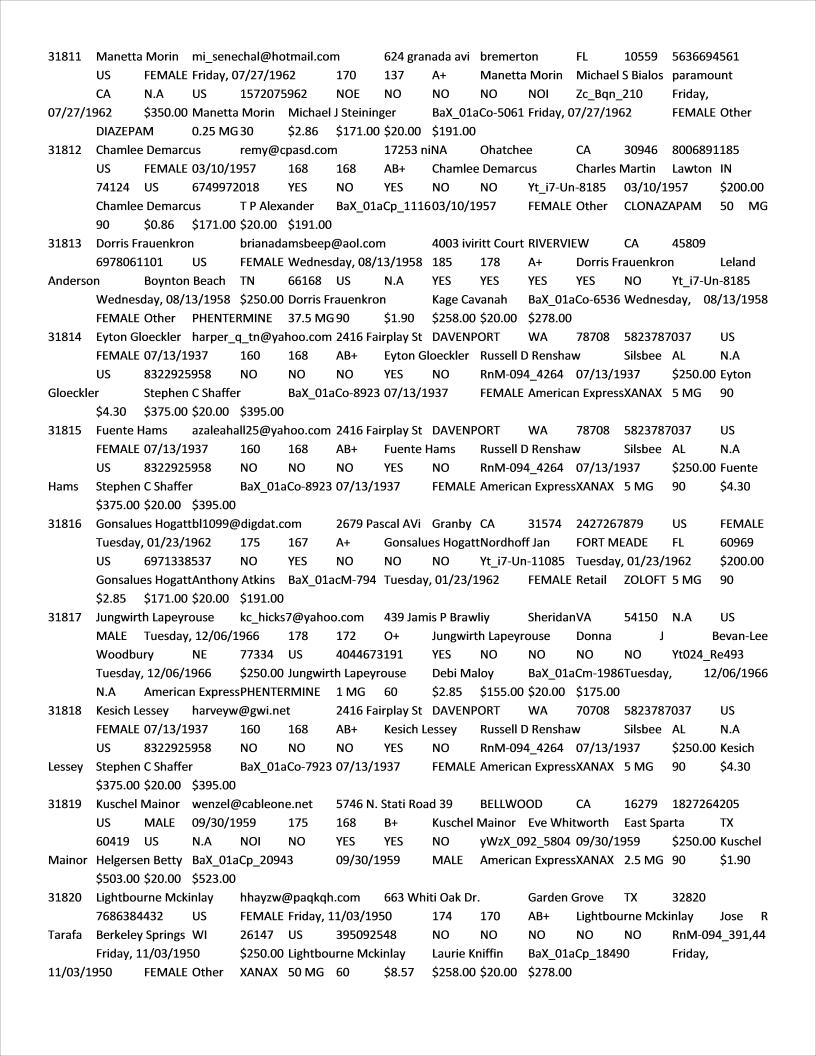 31811 Manetta Morin mi_senechal@hotmail.com 624 granada avi bremerton FL 10559 5636694561
US FEMALE Friday, 07/27/1962 170 137 A+ Manetta Morin Michael S Bialos paramount
CA N.A US 1572075962 NOE NO NO NO NOI Zc_Bqn_210 Friday,
07/27/1962 $350.00 Manetta Morin Michael J Steininger BaX_01aCo-5061 Friday, 07/27/1962 FEMALE Other
DIAZEPAM 0.25 MG 30 $2.86 $171.00 $20.00 $191.00
31812 Chamlee Demarcus remy@cpasd.com 17253 niNA Ohatchee CA 30946 8006891185
US FEMALE 03/10/1957 168 168 AB+ Chamlee Demarcus Charles Martin Lawton IN
74124 US 6749972018 YES NO YES NO NO Yt_i7-Un-8185 03/10/1957 $200.00
Chamlee Demarcus T P Alexander BaX_01aCp_111603/10/1957 FEMALE Other CLONAZAPAM 50 MG
90 $0.86 $171.00 $20.00 $191.00
31813 Dorris Frauenkron brianadamsbeep@aol.com 4003 iviritt Court RIVERVIEW CA 45809
6978061101 US FEMALE Wednesday, 08/13/1958 185 178 A+ Dorris Frauenkron Leland
Anderson Boynton Beach TN 66168 US N.A YES YES YES YES NO Yt_i7-Un-8185
Wednesday, 08/13/1958 $250.00 Dorris Frauenkron Kage Cavanah BaX_01aCo-6536 Wednesday, 08/13/1958
FEMALE Other PHENTERMINE 37.5 MG 90 $1.90 $258.00 $20.00 $278.00
31814 Eyton Gloeckler harper_q_tn@yahoo.com 2416 Fairplay St DAVENPORT WA 78708 5823787037 US
FEMALE 07/13/1937 160 168 AB+ Eyton Gloeckler Russell D Renshaw Silsbee AL N.A
US 8322925958 NO NO NO YES NO RnM-094_4264 07/13/1937 $250.00 Eyton
Gloeckler Stephen C Shaffer BaX_01aCo-8923 07/13/1937 FEMALE American ExpressXANAX 5 MG 90
$4.30 $375.00 $20.00 $395.00
31815 Fuente Hams azaleahall25@yahoo.com 2416 Fairplay St DAVENPORT WA 78708 5823787037 US
FEMALE 07/13/1937 160 168 AB+ Fuente Hams Russell D Renshaw Silsbee AL N.A
US 8322925958 NO NO NO YES NO RnM-094_4264 07/13/1937 $250.00 Fuente
Hams Stephen C Shaffer BaX_01aCo-8923 07/13/1937 FEMALE American ExpressXANAX 5 MG 90 $4.30
$375.00 $20.00 $395.00
31816 Gonsalues Hogattbl1099@digdat.com 2679 Pascal AVi Granby CA 31574 2427267879 US FEMALE
Tuesday, 01/23/1962 175 167 A+ Gonsalues HogattNordhoff Jan FORT MEADE FL 60969
US 6971338537 NO YES NO NO NO Yt_i7-Un-11085 Tuesday, 01/23/1962 $200.00
Gonsalues HogattAnthony Atkins BaX_01acM-794 Tuesday, 01/23/1962 FEMALE Retail ZOLOFT 5 MG 90
$2.85 $171.00 $20.00 $191.00
31817 Jungwirth Lapeyrouse kc_hicks7@yahoo.com 439 Jamis P Brawliy SheridanVA 54150 N.A US
MALE Tuesday, 12/06/1966 178 172 O+ Jungwirth Lapeyrouse Donna J Bevan-Lee
Woodbury NE 77334 US 4044673191 YES NO NO NO NO Yt024_Re493
Tuesday, 12/06/1966 $250.00 Jungwirth Lapeyrouse Debi Maloy BaX_01aCm-1986Tuesday, 12/06/1966
N.A American ExpressPHENTERMINE 1 MG 60 $2.85 $155.00 $20.00 $175.00
31818 Kesich Lessey harveyw@gwi.net 2416 Fairplay St DAVENPORT WA 70708 5823787037 US
FEMALE 07/13/1937 160 168 AB+ Kesich Lessey Russell D Renshaw Silsbee AL N.A
US 8322925958 NO NO NO YES NO RnM-094_4264 07/13/1937 $250.00 Kesich
Lessey Stephen C Shaffer BaX_01aCo-7923 07/13/1937 FEMALE American ExpressXANAX 5 MG 90 $4.30
$375.00 $20.00 $395.00
31819 Kuschel Mainor wenzel@cableone.net 5746 N. Stati Road 39 BELLWOOD CA 16279 1827264205
US MALE 09/30/1959 175 168 B+ Kuschel Mainor Eve Whitworth East Sparta TX
60419 US N.A NOI NO YES YES NO yWzX_092_5804 09/30/1959 $250.00 Kuschel
Mainor Helgersen Betty BaX_01aCp_20943 09/30/1959 MALE American ExpressXANAX 2.5 MG 90 $1.90
$503.00 $20.00 $523.00
31820 Lightbourne Mckinlay hhayzw@paqkqh.com 663 Whiti Oak Dr. Garden Grove TX 32820
7686384432 US FEMALE Friday, 11/03/1950 174 170 AB+ Lightbourne Mckinlay Jose R
Tarafa Berkeley Springs WI 26147 US 395092548 NO NO NO NO NO RnM-094_391,44
Friday, 11/03/1950 $250.00 Lightbourne Mckinlay Laurie Kniffin BaX_01aCp_18490 Friday,
11/03/1950 FEMALE Other XANAX 50 MG 60 $8.57 $258.00 $20.00 $278.00